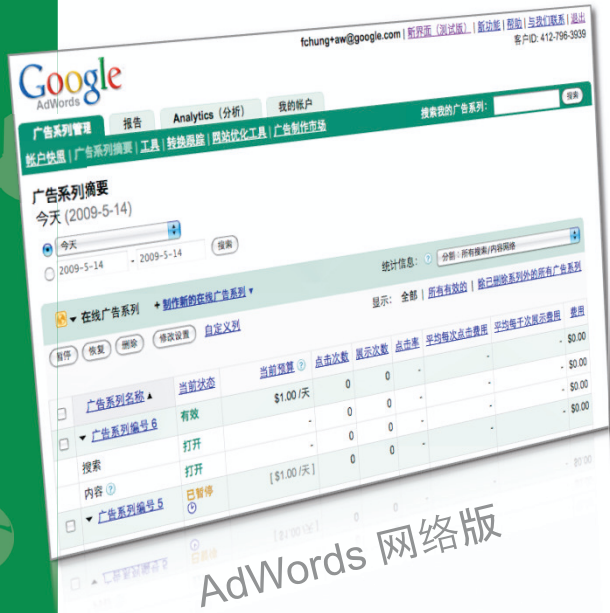 fchung+aw@google.com | 新界面（测试版） | 新功能 | 帮助 | 与我们联系 | 退出
客户ID: 412-796-3939
Google
AdWords
广告系列管理 报告 Analytics（分析） 我的帐户
帐户快照 | 广告系列摘要 | 工具 | 转换跟踪 | 网站优化工具 | 广告制作市场 搜索我的广告系列： 搜索
广告系列摘要
今天 (2009-5-14)
今天
2009-5-14 - 2009-5-14 搜索
统计信息： ? 分割：所有搜索/内容网络
▼ 在线广告系列 + 制作新的在线广告系列 ▼
显示： 全部 | 所有有效的 | 除已删除系列外的所有广告系列
暂停 恢复 删除 修改设置 自定义列
广告系列名称 ▲ 当前状态 当前预算 ? 点击次数 展示次数 点击率 平均每次点击费用 平均每千次展示费用 费用
▼ 广告系列编号 6 有效 $1.00 /天 0 0 - - - $0.00
搜索 打开 - 0 0 - - - $0.00
内容 ? 打开 - 0 0 - - - $0.00
▼ 广告系列编号 5 已暂停 [ $1.00 /天 ] 0 0 - - - $0.00
AdWords 网络版